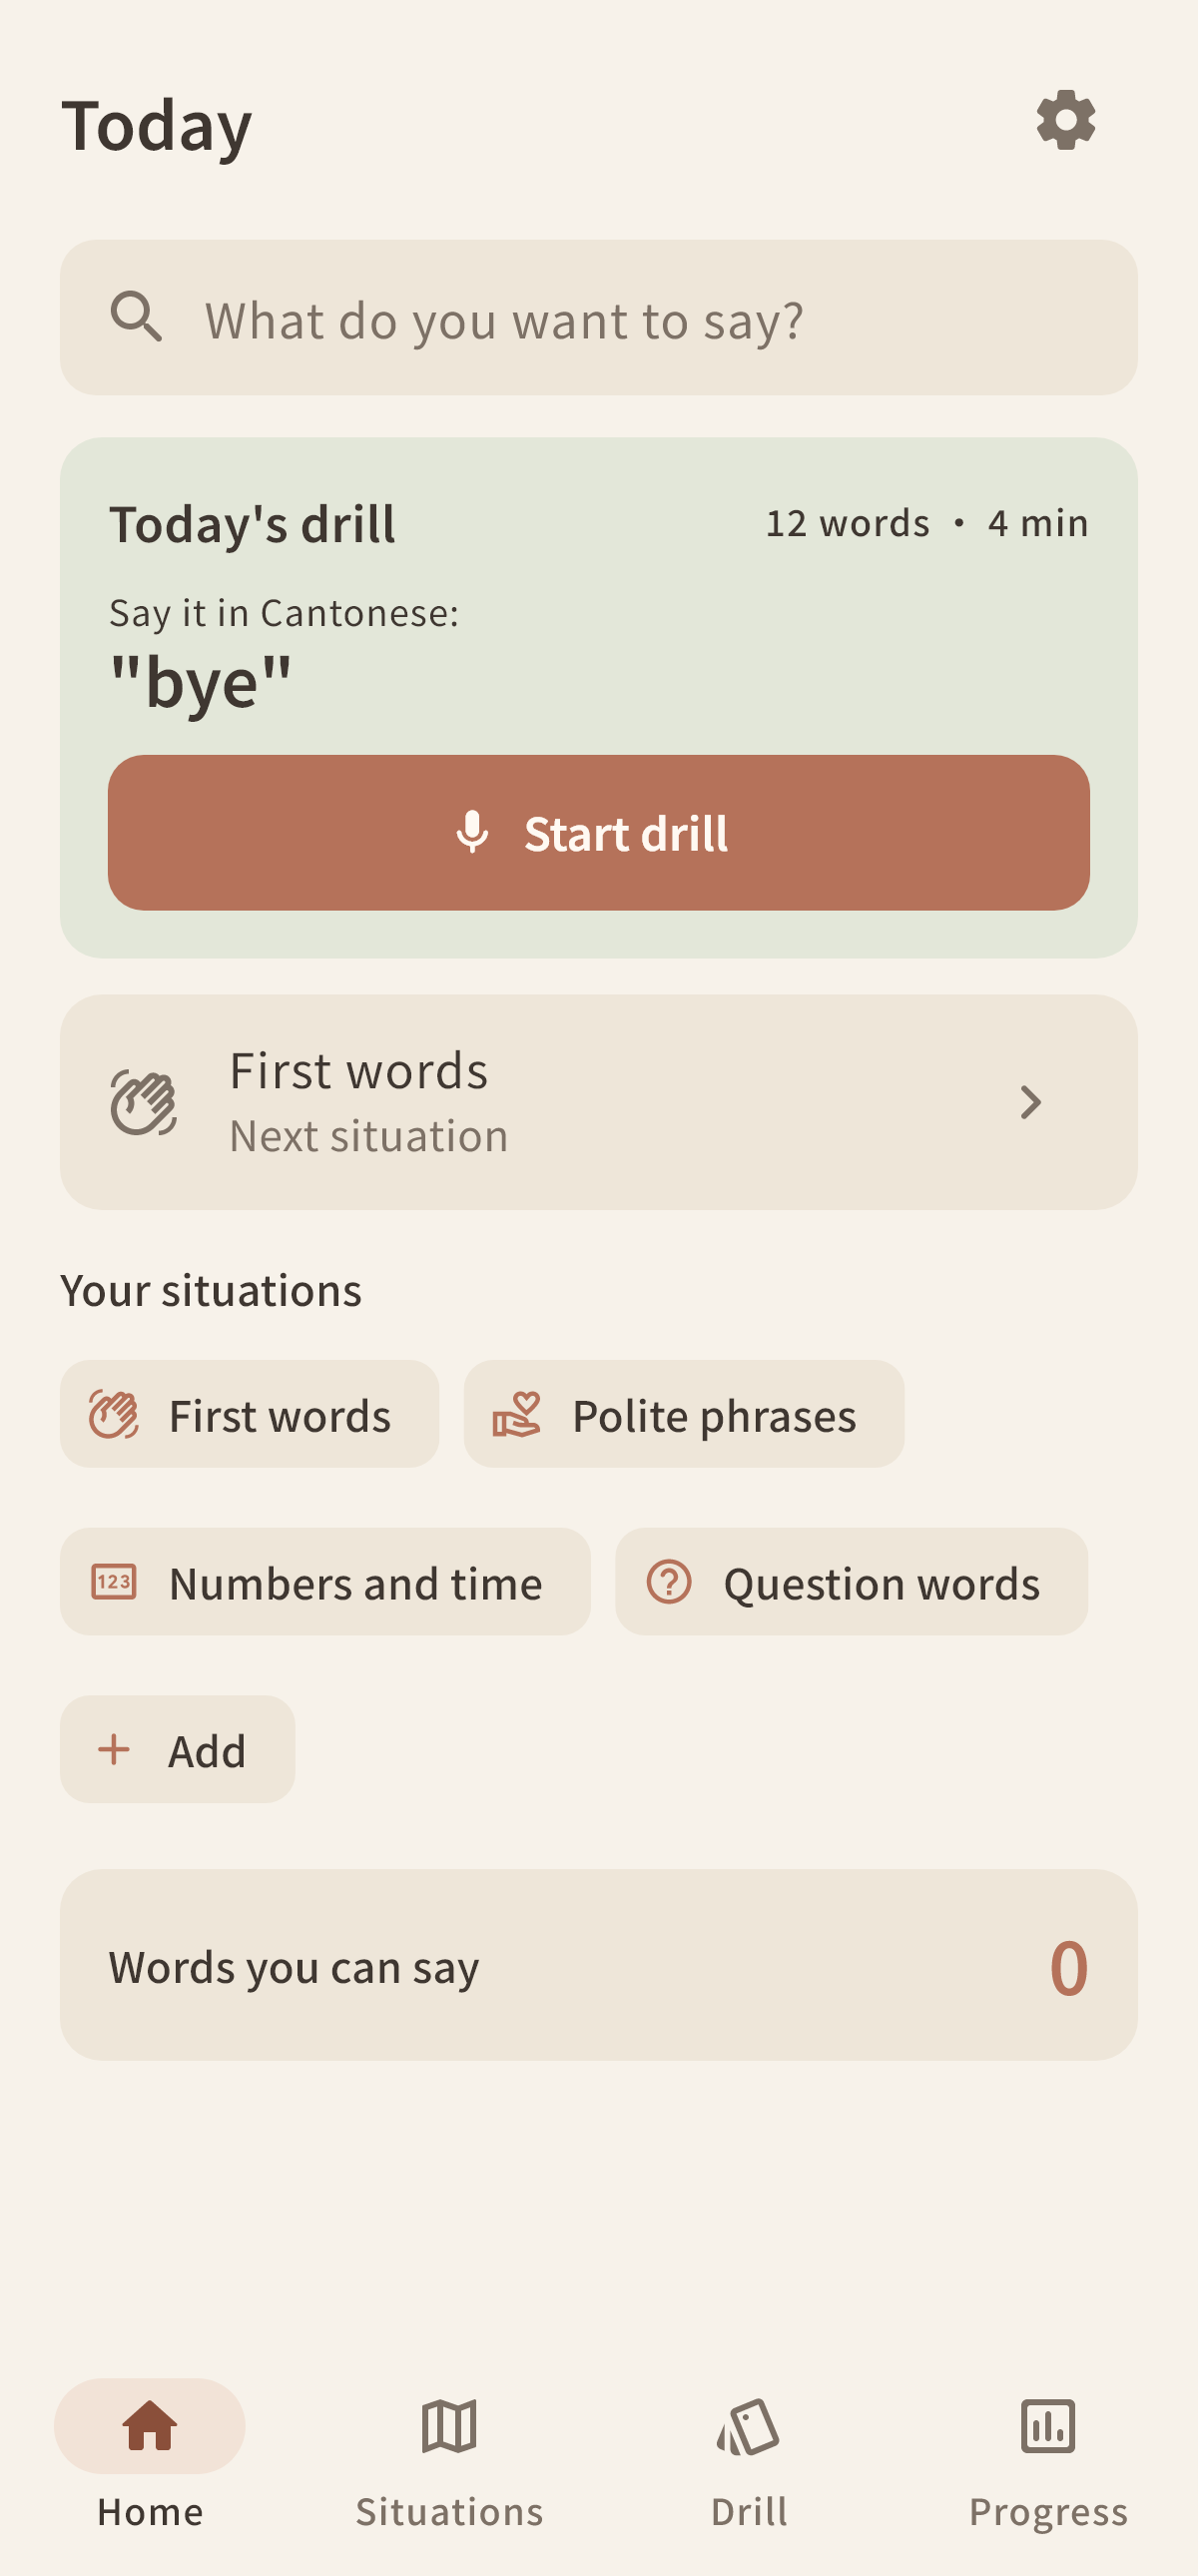 Today
What do you want to say?
Today's drill
12 words • 4 min
Say it in Cantonese:
"bye"
Start drill
First words
Next situation
Your situations
First words
Polite phrases
123
Numbers and time
?
Question words
+ Add
Words you can say
0
Home
Situations
Drill
Progress